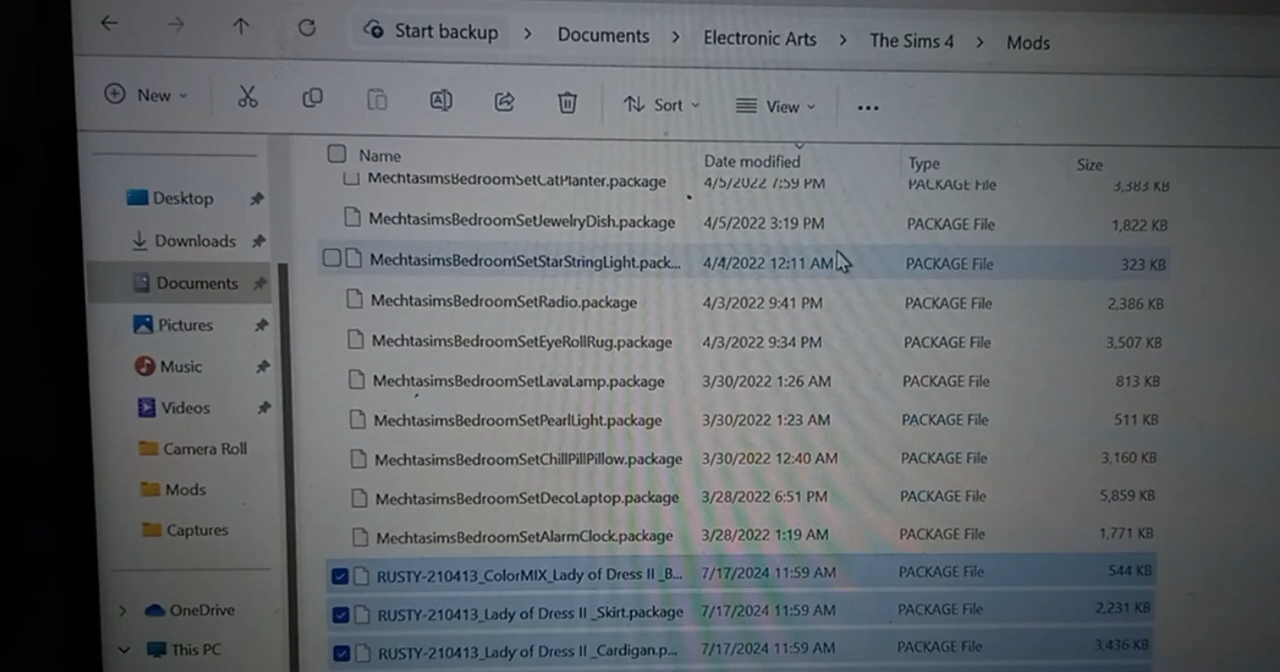 Start backup > Documents > Electronic Arts > The Sims 4 > Mods
New Sort View ...
Name Date modified Type Size
MechtasimsBedroomSetCatPlanter.package 4/5/2022 7:59 PM PACKAGE File 3,383 KB
Desktop
MechtasimsBedroomSetJewelryDish.package 4/5/2022 3:19 PM PACKAGE File 1,822 KB
Downloads
MechtasimsBedroomSetStarStringLight.pack... 4/4/2022 12:11 AM PACKAGE File 323 KB
Documents
MechtasimsBedroomSetRadio.package 4/3/2022 9:41 PM PACKAGE File 2,386 KB
Pictures
MechtasimsBedroomSetEyeRollRug.package 4/3/2022 9:34 PM PACKAGE File 3,507 KB
Music
MechtasimsBedroomSetLavaLamp.package 3/30/2022 1:26 AM PACKAGE File 813 KB
Videos
MechtasimsBedroomSetPearlLight.package 3/30/2022 1:23 AM PACKAGE File 511 KB
Camera Roll
MechtasimsBedroomSetChillPillPillow.package 3/30/2022 12:40 AM PACKAGE File 3,160 KB
Mods
MechtasimsBedroomSetDecoLaptop.package 3/28/2022 6:51 PM PACKAGE File 5,859 KB
Captures
MechtasimsBedroomSetAlarmClock.package 3/28/2022 1:19 AM PACKAGE File 1,771 KB
RUSTY-210413_ColorMIX_Lady of Dress II _B... 7/17/2024 11:59 AM PACKAGE File 544 KB
OneDrive
RUSTY-210413_Lady of Dress II _Skirt.package 7/17/2024 11:59 AM PACKAGE File 2,231 KB
This PC
RUSTY-210413_Lady of Dress II _Cardigan.p... 7/17/2024 11:59 AM PACKAGE File 3,436 KB